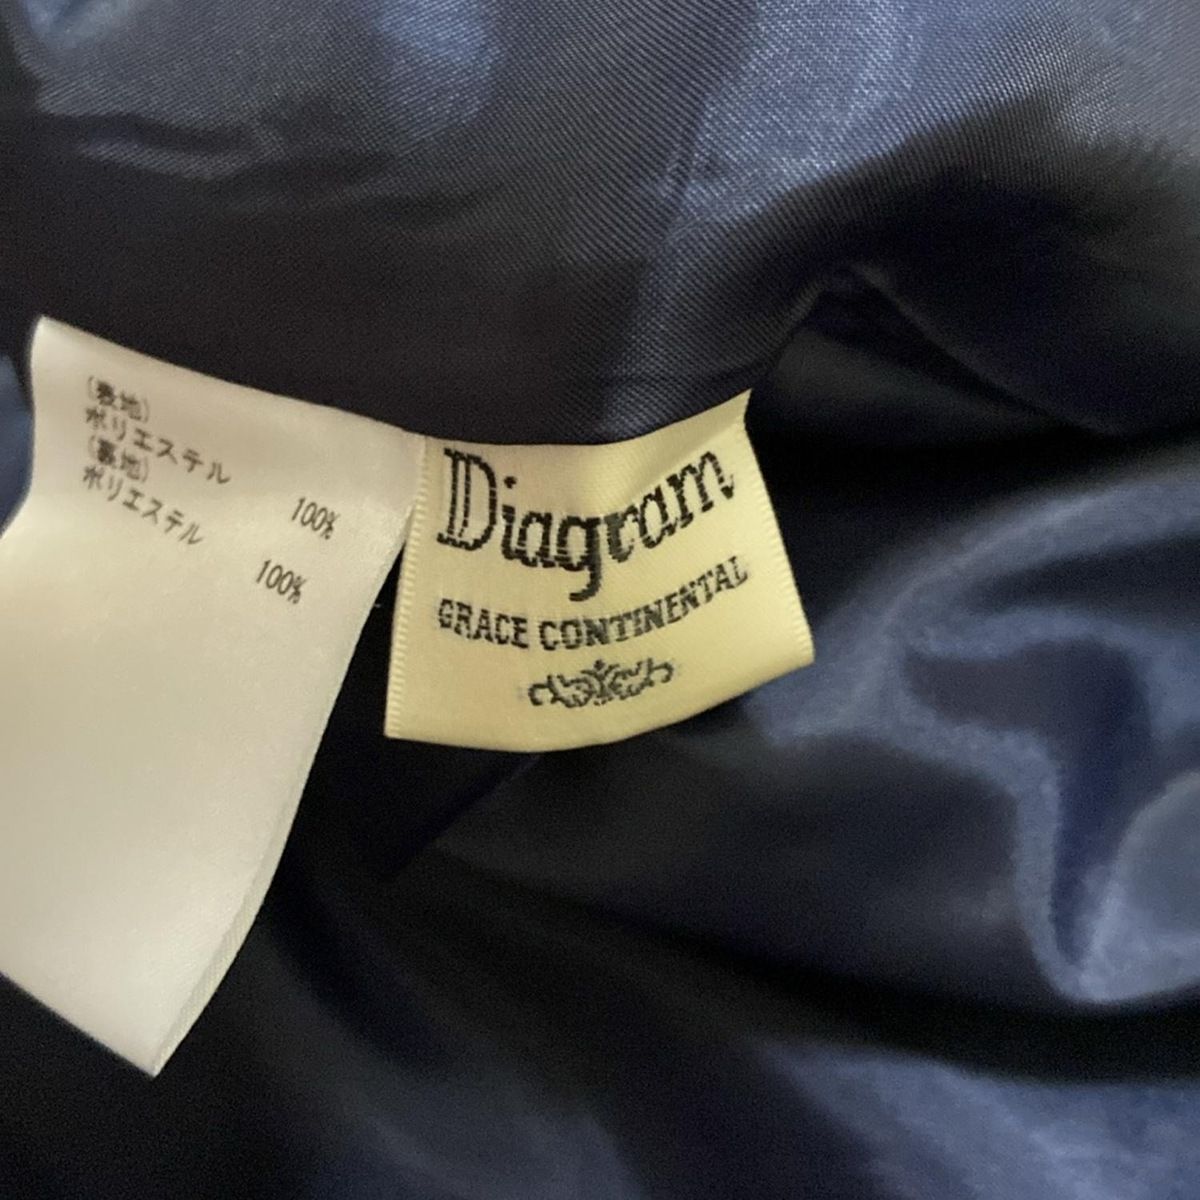 (表地)
ポリエステル 100%
(裏地)
ポリエステル 100%
Diagram
GRACE CONTINENTAL